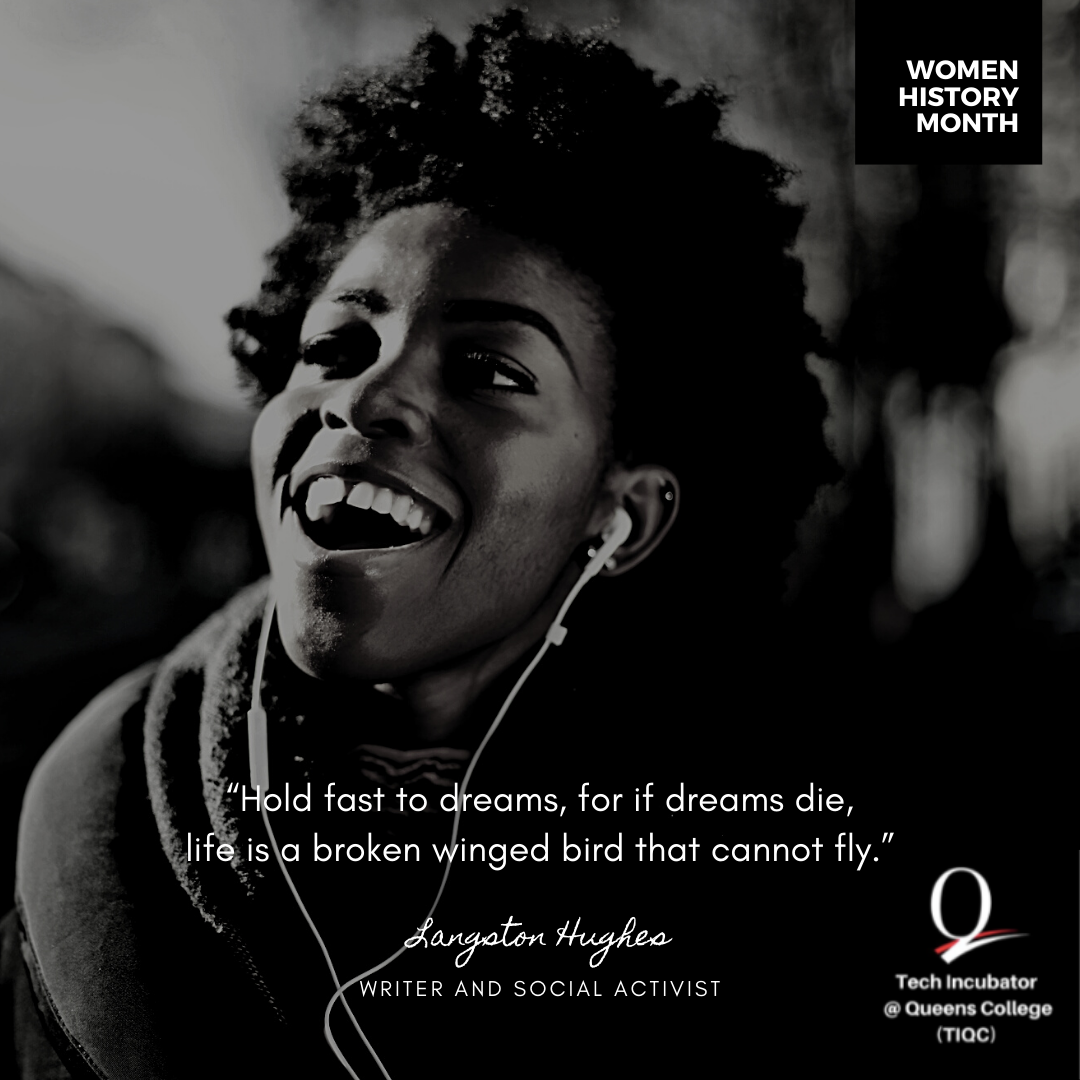 WOMEN
HISTORY
MONTH
“Hold fast to dreams, for if dreams die,
life is a broken winged bird that cannot fly.”
Langston Hughes
WRITER AND SOCIAL ACTIVIST
Q
Tech Incubator
@ Queens College
(TIQC)